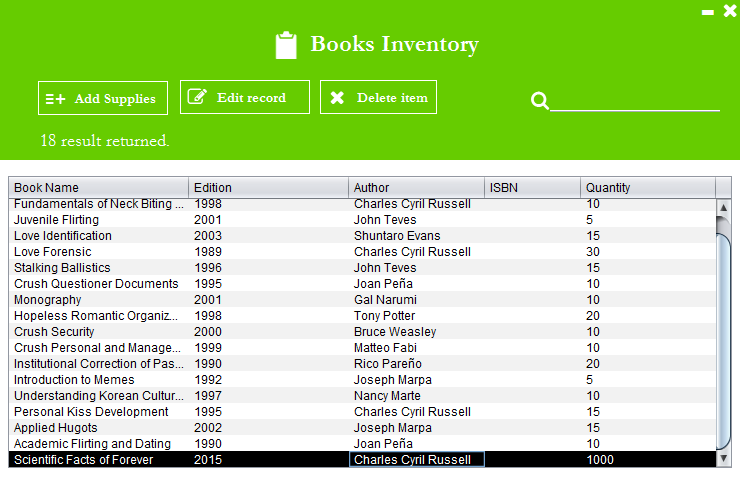 Books Inventory
Add Supplies Edit record Delete item
18 result returned.
Book Name Edition Author ISBN Quantity
Fundamentals of Neck Biting ... 1998 Charles Cyril Russell 10
Juvenile Flirting 2001 John Teves 5
Love Identification 2003 Shuntaro Evans 15
Love Forensic 1989 Charles Cyril Russell 30
Stalking Ballistics 1996 John Teves 15
Crush Questioner Documents 1995 Joan Peña 10
Monography 2001 Gal Narumi 10
Hopeless Romantic Organiz... 1998 Tony Potter 20
Crush Security 2000 Bruce Weasley 10
Crush Personal and Manage... 1999 Matteo Fabi 10
Institutional Correction of Pas... 1990 Rico Pareño 20
Introduction to Memes 1992 Joseph Marpa 5
Understanding Korean Cultur... 1997 Nancy Marte 10
Personal Kiss Development 1995 Charles Cyril Russell 15
Applied Hugots 2002 Joseph Marpa 15
Academic Flirting and Dating 1990 Joan Peña 10
Scientific Facts of Forever 2015 Charles Cyril Russell 1000